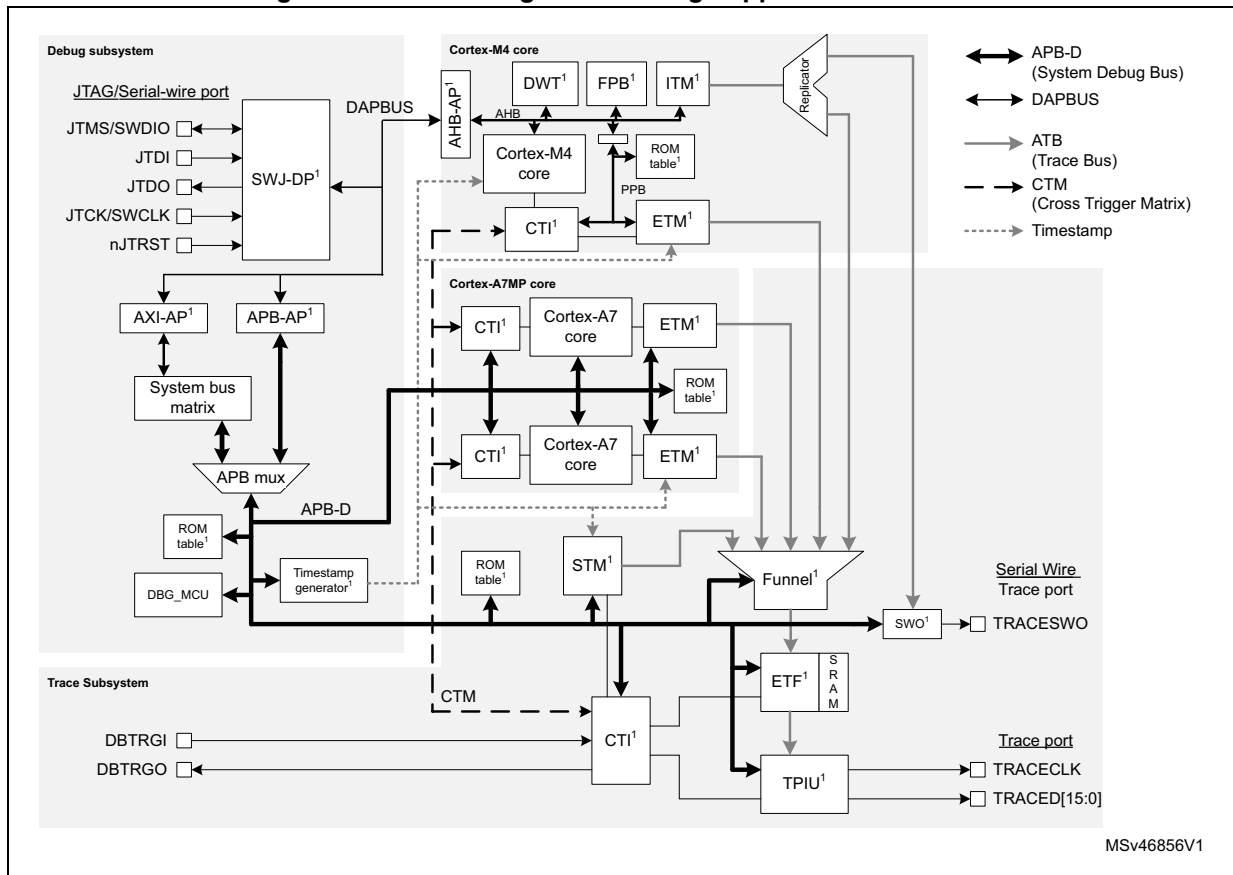 Debug subsystem
JTAG/Serial-wire port
JTMS/SWDIO
JTDI
JTDO
JTCK/SWCLK
nJTRST
SWJ-DP1
DAPBUS
AXI-AP1
APB-AP1
System bus
matrix
APB mux
APB-D
ROM
table1
DBG_MCU
Timestamp
generator1
Cortex-M4 core
AHB-AP1
AHB
DWT1
FPB1
ITM1
Replicator
Cortex-M4
core
ROM
table1
PPB
CTI1
ETM1
Cortex-A7MP core
CTI1
Cortex-A7
core
ETM1
ROM
table1
CTI1
Cortex-A7
core
ETM1
APB-D
(System Debug Bus)
DAPBUS
ATB
(Trace Bus)
CTM
(Cross Trigger Matrix)
Timestamp
ROM
table1
STM1
Funnel1
Serial Wire
Trace port
SWO1
TRACESWO
Trace Subsystem
CTM
ETF1
SRAM
DBTRGI
DBTRGO
CTI1
TPIU1
Trace port
TRACECLK
TRACED[15:0]
MSv46856V1